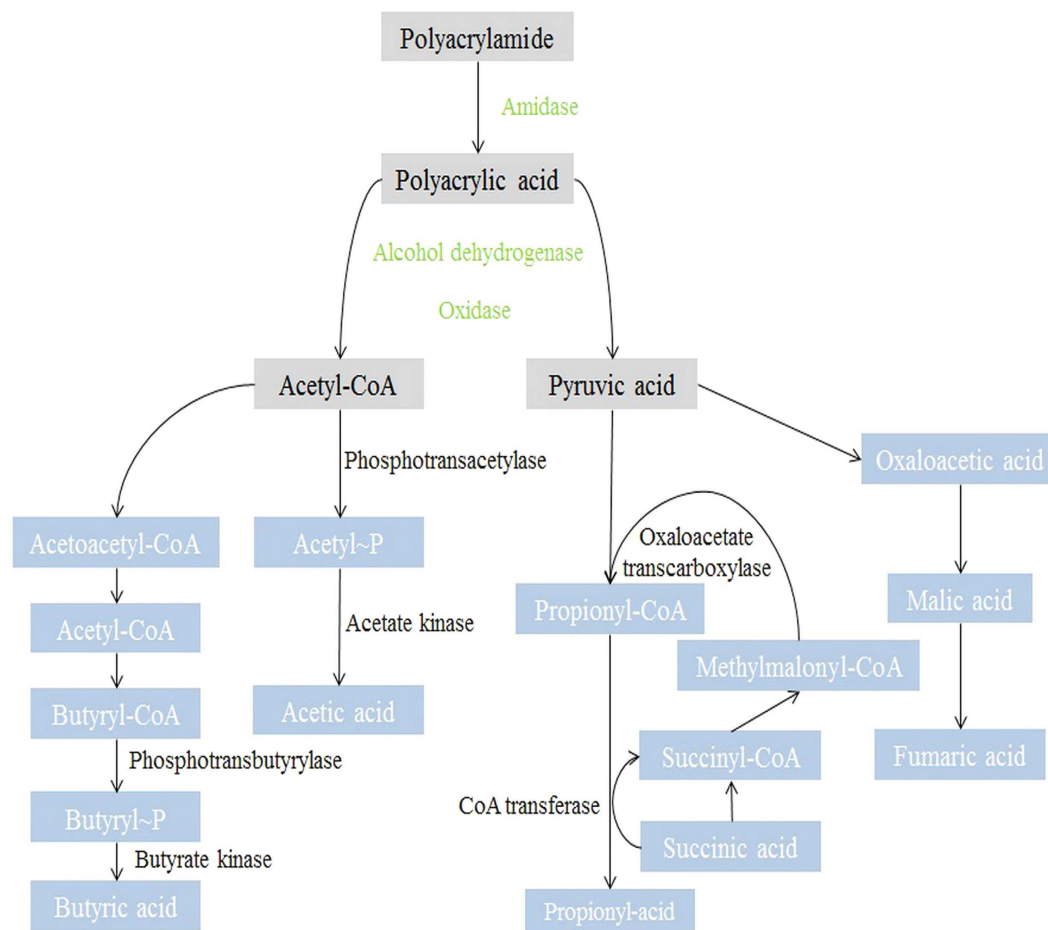 Polyacrylamide
Amidase
Polyacrylic acid
Alcohol dehydrogenase
Oxidase
Acetyl-CoA
Pyruvic acid
Phosphotransacetylase
Oxaloacetic acid
Acetoacetyl-CoA
Acetyl~P
Oxaloacetate
transcarboxylase
Propionyl-CoA
Malic acid
Acetyl-CoA
Acetate kinase
Methylmalonyl-CoA
Butyryl-CoA
Acetic acid
Phosphotransbutyrylase
Succinyl-CoA
Fumaric acid
Butyryl~P
CoA transferase
Succinic acid
Butyrate kinase
Butyric acid
Propionyl-acid